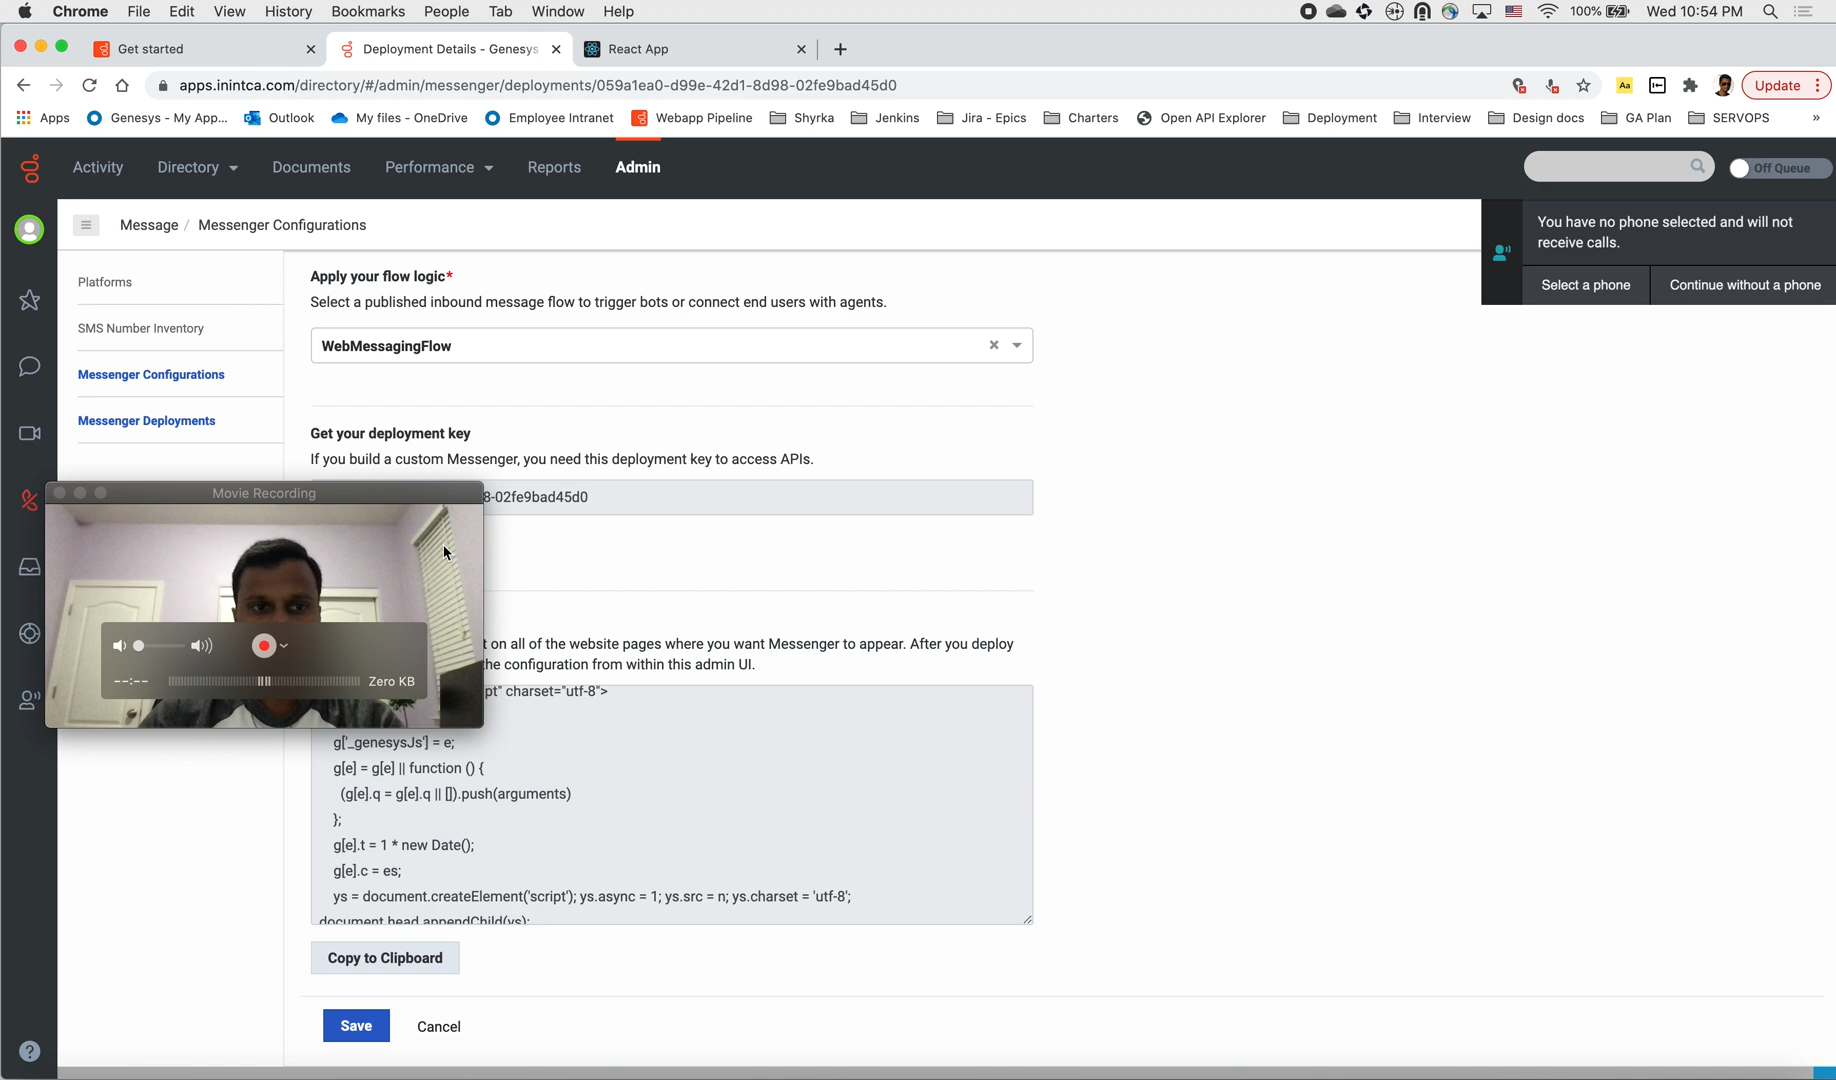 Chrome File Edit View History Bookmarks People Tab Window Help 100% Wed 10:54 PM
Get started Deployment Details - Genesys React App
apps.inintca.com/directory/#/admin/messenger/deployments/059a1ea0-d99e-42d1-8d98-02fe9bad45d0 Aa Update
Apps Genesys - My App... Outlook My files - OneDrive Employee Intranet Webapp Pipeline Shyrka Jenkins Jira - Epics Charters Open API Explorer Deployment Interview Design docs GA Plan SERVOPS »
Activity Directory Documents Performance Reports Admin Off Queue
Message / Messenger Configurations
You have no phone selected and will not
receive calls.
Select a phone Continue without a phone
Platforms
SMS Number Inventory
Messenger Configurations
Messenger Deployments
Apply your flow logic*
Select a published inbound message flow to trigger bots or connect end users with agents.
WebMessagingFlow
Get your deployment key
If you build a custom Messenger, you need this deployment key to access APIs.
8-02fe9bad45d0
Movie Recording
--:-- Zero KB
t on all of the website pages where you want Messenger to appear. After you deploy
the configuration from within this admin UI.
pt" charset="utf-8">
g['_genesysJs'] = e;
g[e] = g[e] || function () {
(g[e].q = g[e].q || []).push(arguments)
};
g[e].t = 1 * new Date();
g[e].c = es;
ys = document.createElement('script'); ys.async = 1; ys.src = n; ys.charset = 'utf-8';
document.head.appendChild(ys);
Copy to Clipboard
Save Cancel